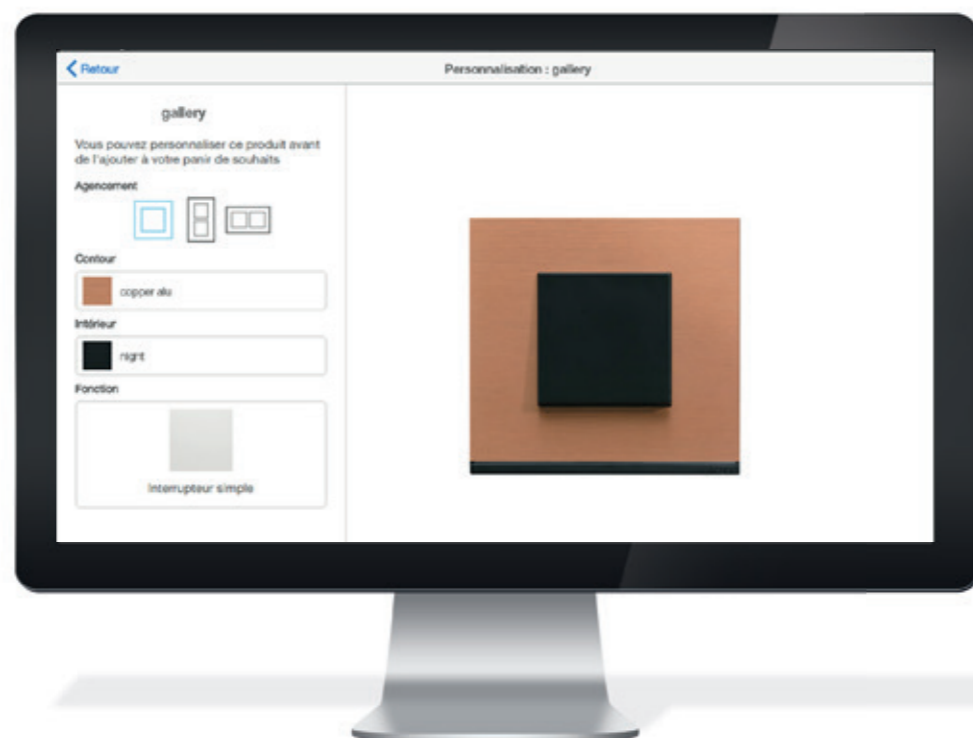 Retour
Personnalisation : gallery
gallery
Vous pouvez personnaliser ce produit avant
de l'ajouter à votre panir de souhaits
Agencement
Contour
copper alu
Intérieur
night
Fonction
Interrupteur simple